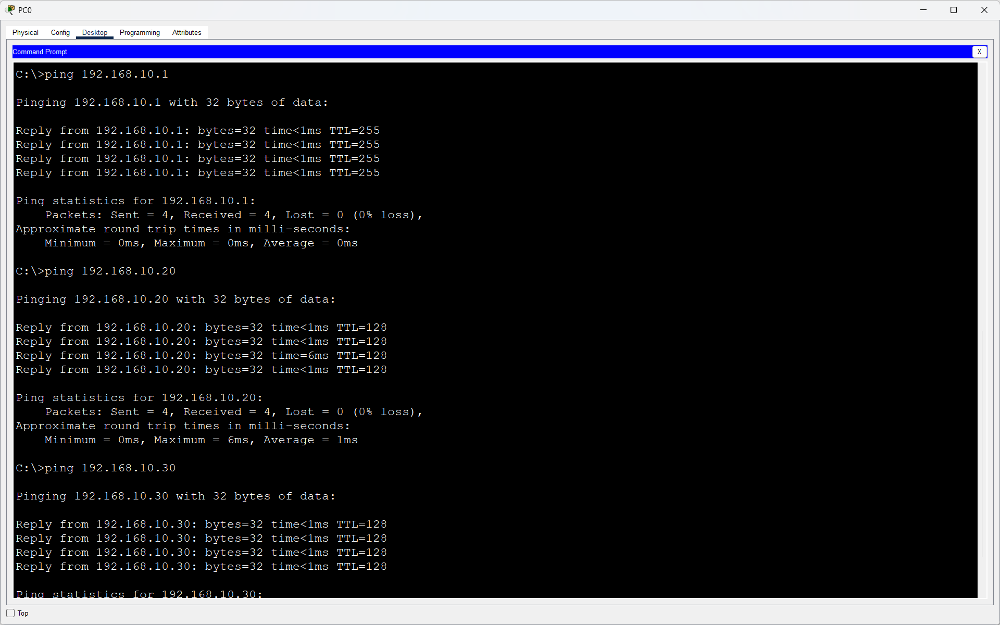 PC0
Physical Config Desktop Programming Attributes
Command Prompt
X
C:\>ping 192.168.10.1
Pinging 192.168.10.1 with 32 bytes of data:
Reply from 192.168.10.1: bytes=32 time<1ms TTL=255
Reply from 192.168.10.1: bytes=32 time<1ms TTL=255
Reply from 192.168.10.1: bytes=32 time<1ms TTL=255
Reply from 192.168.10.1: bytes=32 time<1ms TTL=255
Ping statistics for 192.168.10.1:
    Packets: Sent = 4, Received = 4, Lost = 0 (0% loss),
Approximate round trip times in milli-seconds:
    Minimum = 0ms, Maximum = 0ms, Average = 0ms
C:\>ping 192.168.10.20
Pinging 192.168.10.20 with 32 bytes of data:
Reply from 192.168.10.20: bytes=32 time<1ms TTL=128
Reply from 192.168.10.20: bytes=32 time<1ms TTL=128
Reply from 192.168.10.20: bytes=32 time=6ms TTL=128
Reply from 192.168.10.20: bytes=32 time<1ms TTL=128
Ping statistics for 192.168.10.20:
    Packets: Sent = 4, Received = 4, Lost = 0 (0% loss),
Approximate round trip times in milli-seconds:
    Minimum = 0ms, Maximum = 6ms, Average = 1ms
C:\>ping 192.168.10.30
Pinging 192.168.10.30 with 32 bytes of data:
Reply from 192.168.10.30: bytes=32 time<1ms TTL=128
Reply from 192.168.10.30: bytes=32 time<1ms TTL=128
Reply from 192.168.10.30: bytes=32 time<1ms TTL=128
Reply from 192.168.10.30: bytes=32 time<1ms TTL=128
Ping statistics for 192.168.10.30:
Top